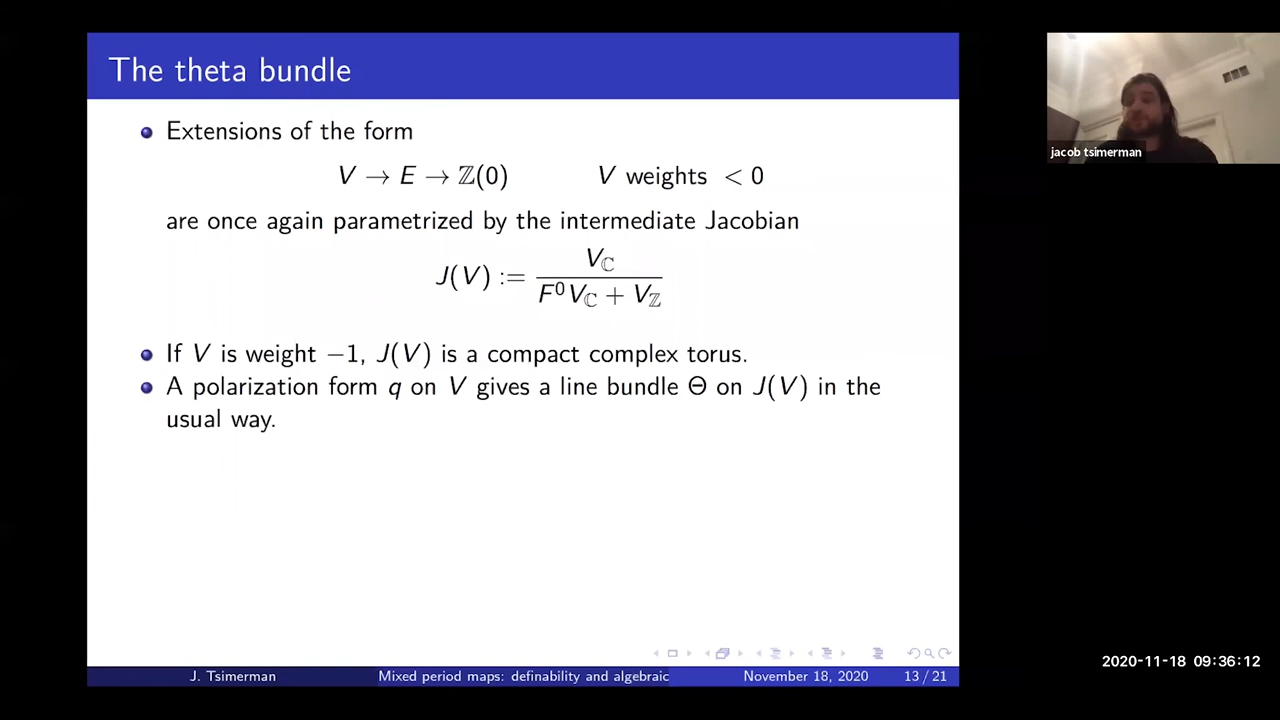 The theta bundle
Extensions of the form
V → E → ℤ(0)    V weights < 0
are once again parametrized by the intermediate Jacobian
J(V) := V_ℂ / (F⁰V_ℂ + V_ℤ)
If V is weight −1, J(V) is a compact complex torus.
A polarization form q on V gives a line bundle Θ on J(V) in the
usual way.
J. Tsimerman    Mixed period maps: definability and algebraic    November 18, 2020    13 / 21
jacob tsimerman
2020-11-18 09:36:12